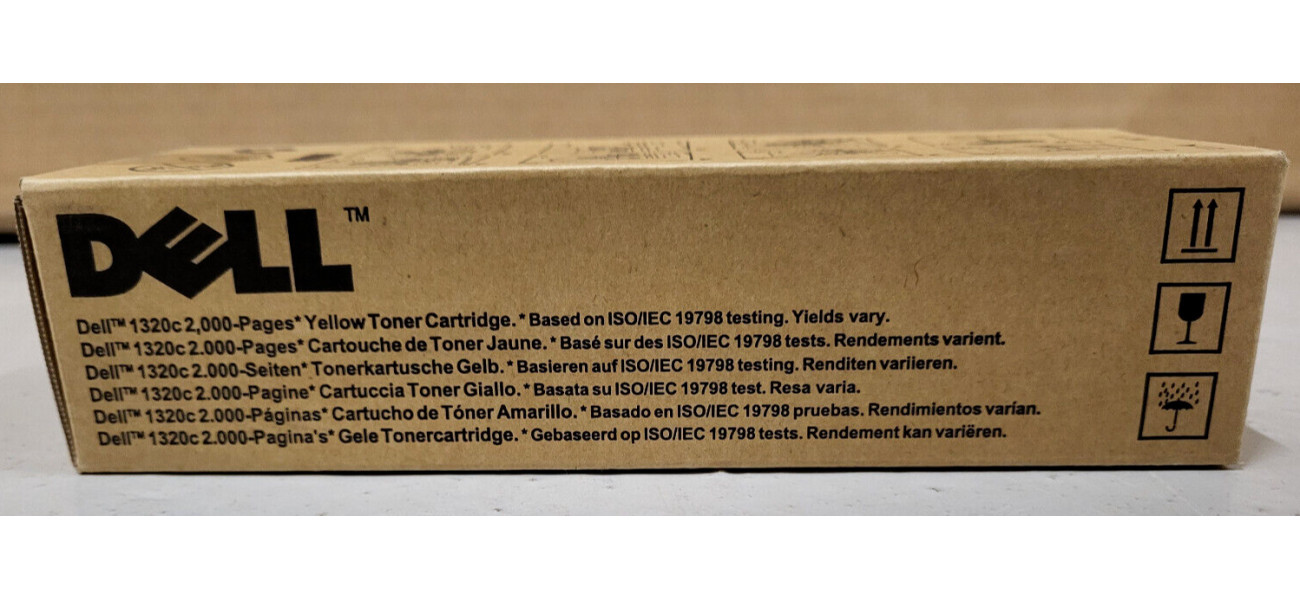 DELL™
Dell™ 1320c 2,000-Pages* Yellow Toner Cartridge. * Based on ISO/IEC 19798 testing. Yields vary.
Dell™ 1320c 2.000-Pages* Cartouche de Toner Jaune. * Basé sur des ISO/IEC 19798 tests. Rendements varient.
Dell™ 1320c 2.000-Seiten* Tonerkartusche Gelb. * Basieren auf ISO/IEC 19798 testing. Renditen variieren.
Dell™ 1320c 2.000-Pagine* Cartuccia Toner Giallo. * Basata su ISO/IEC 19798 test. Resa varia.
Dell™ 1320c 2.000-Páginas* Cartucho de Tóner Amarillo. * Basado en ISO/IEC 19798 pruebas. Rendimientos varían.
Dell™ 1320c 2.000-Pagina's* Gele Tonercartridge. * Gebaseerd op ISO/IEC 19798 tests. Rendement kan variëren.